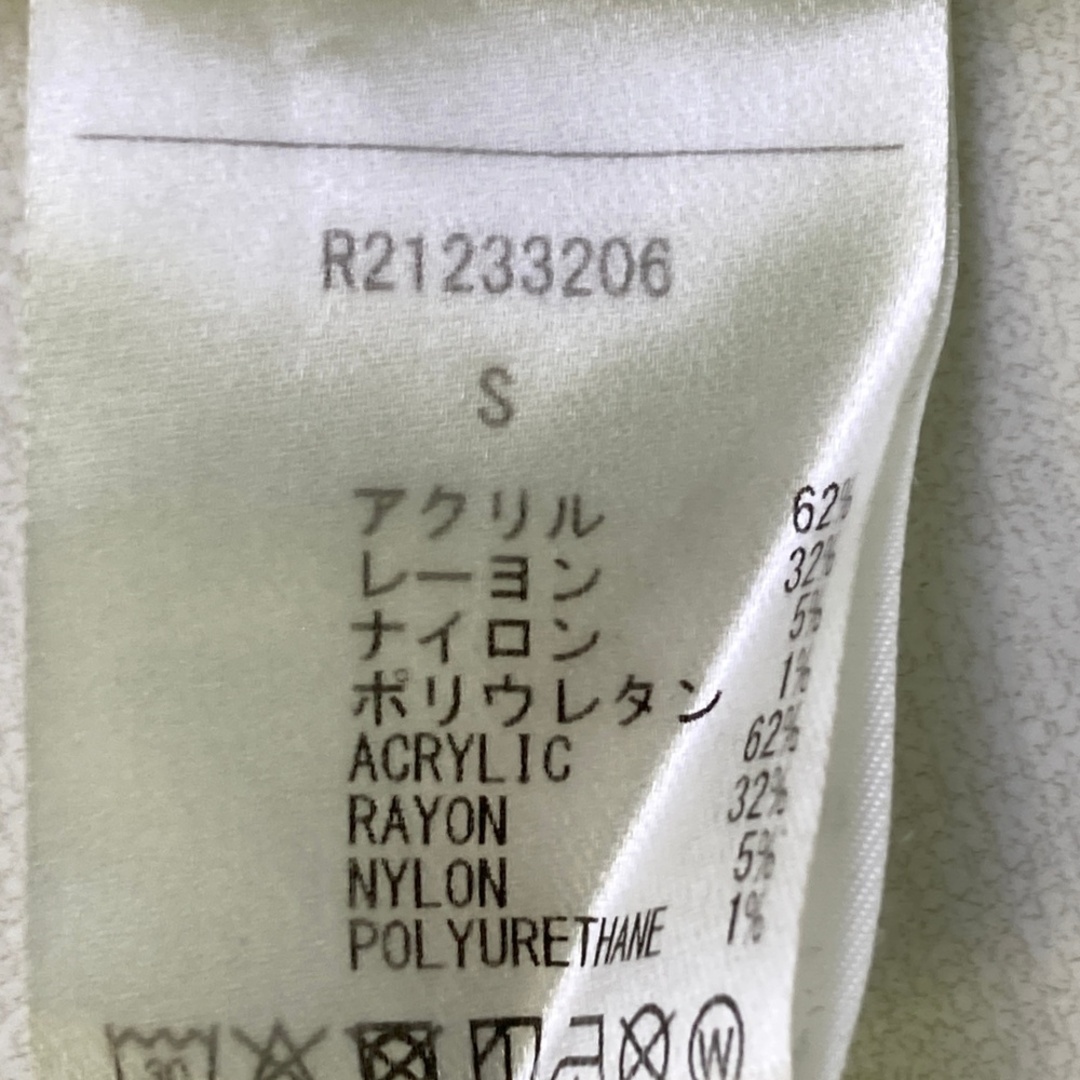 R21233206
S
アクリル 62%
レーヨン 32%
ナイロン 5%
ポリウレタン 1%
ACRYLIC 62%
RAYON 32%
NYLON 5%
POLYURETHANE 1%
30
W